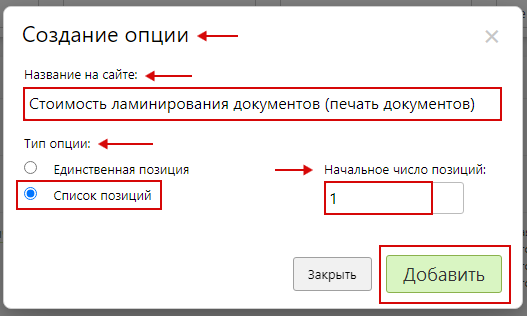 Создание опции
Название на сайте:
Стоимость ламинирования документов (печать документов)
Тип опции:
Единственная позиция
Начальное число позиций:
Список позиций
1
Закрыть
Добавить